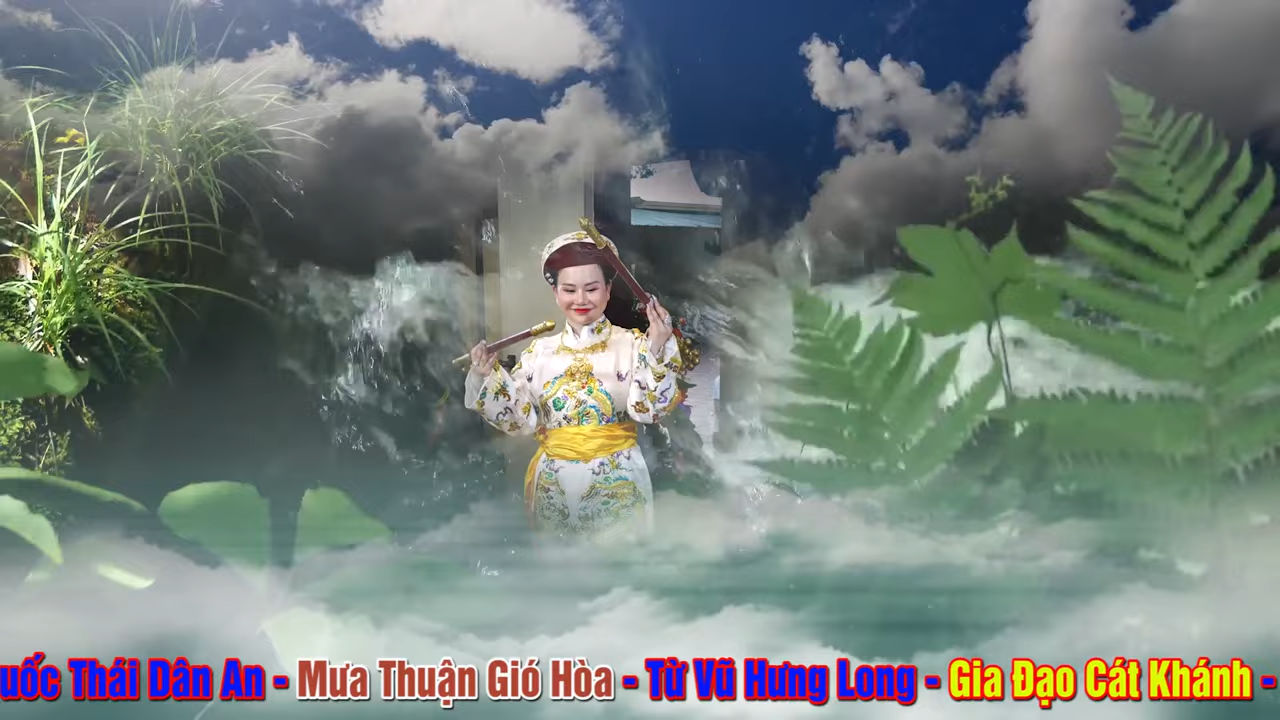 uốc Thái Dân An - Mưa Thuận Gió Hòa - Từ Vũ Hưng Long - Gia Đạo Cát Khánh -